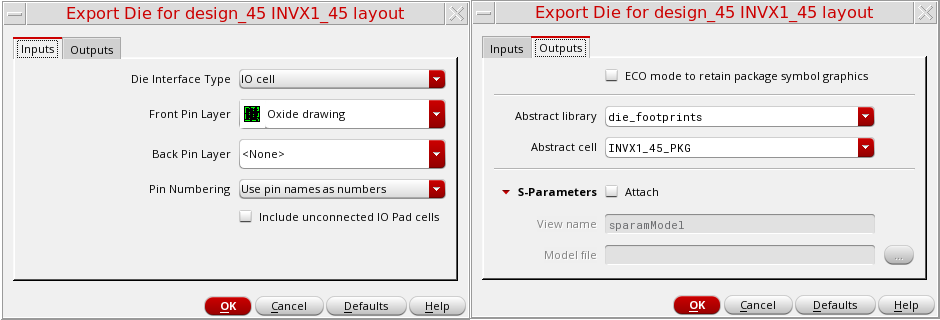 Export Die for design_45 INVX1_45 layout
Inputs
Outputs
Die Interface Type IO cell
Front Pin Layer Oxide drawing
Back Pin Layer <None>
Pin Numbering Use pin names as numbers
Include unconnected IO Pad cells
OK Cancel Defaults Help
Export Die for design_45 INVX1_45 layout
Inputs
Outputs
ECO mode to retain package symbol graphics
Abstract library die_footprints
Abstract cell INVX1_45_PKG
S-Parameters Attach
View name sparamModel
Model file ...
OK Cancel Defaults Help